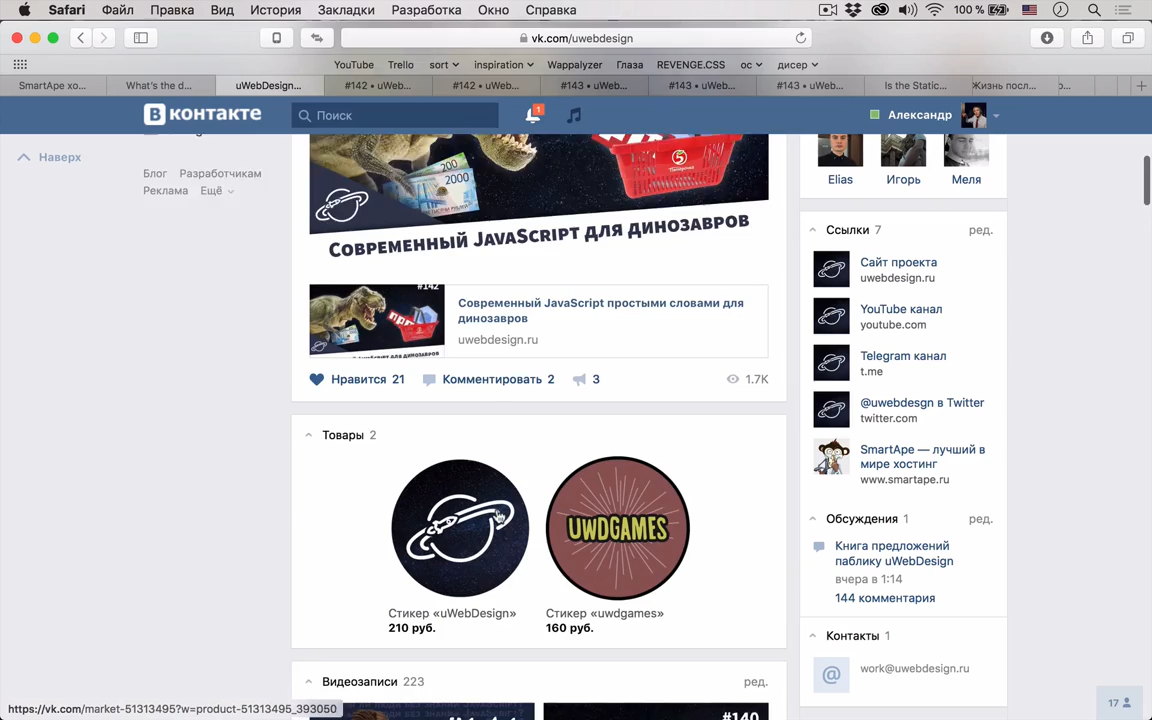 Safari Файл Правка Вид История Закладки Разработка Окно Справка 100 %
vk.com/uwebdesign
YouTube Trello sort inspiration Wappalyzer Глаза REVENGE.CSS ос дисер
SmartApe хо... What's the d... uWebDesign... #142 • uWeb... #142 • uWeb... #143 • uWeb... #143 • uWeb... #143 • uWeb... Is the Static... Жизнь посл...
В контакте
Поиск
1
Александр
Наверх
Блог Разработчикам
Реклама Ещё
200
2000
5
Современный JavaScript для динозавров
#142
Современный JavaScript простыми словами для
динозавров
uwebdesign.ru
Нравится 21 Комментировать 2 3 1.7K
Товары 2
UWDGAMES
Стикер «uWebDesign»
210 руб.
Стикер «uwdgames»
160 руб.
Видеозаписи 223 ред.
#140
Elias Игорь Меля
Ссылки 7 ред.
Сайт проекта
uwebdesign.ru
YouTube канал
youtube.com
Telegram канал
t.me
@uwebdesgn в Twitter
twitter.com
SmartApe — лучший в
мире хостинг
www.smartape.ru
Обсуждения 1 ред.
Книга предложений
паблику uWebDesign
вчера в 1:14
144 комментария
Контакты 1
@
work@uwebdesign.ru
17
https://vk.com/market-51313495?w=product-51313495_393050